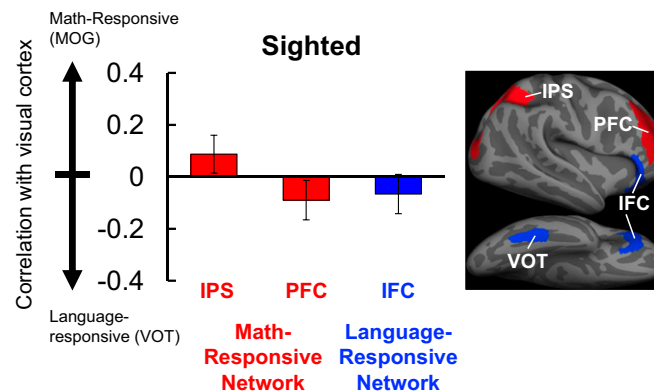 Math-Responsive
(MOG)
Sighted
Correlation with visual cortex
0.4
0.2
0
-0.2
-0.4
Language-
responsive (VOT)
IPS
PFC
IFC
Math-
Responsive
Network
Language-
Responsive
Network
IPS
PFC
IFC
VOT